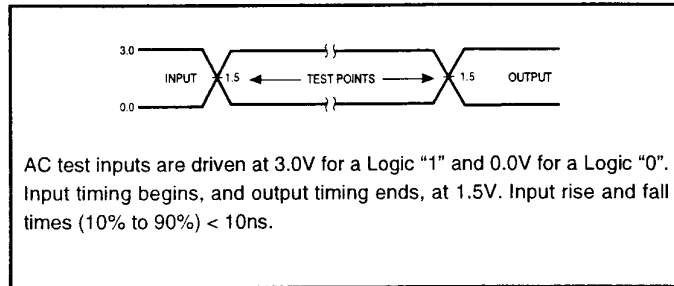 3.0
INPUT 1.5 TEST POINTS 1.5 OUTPUT
0.0
AC test inputs are driven at 3.0V for a Logic “1” and 0.0V for a Logic “0”.
Input timing begins, and output timing ends, at 1.5V. Input rise and fall
times (10% to 90%) < 10ns.